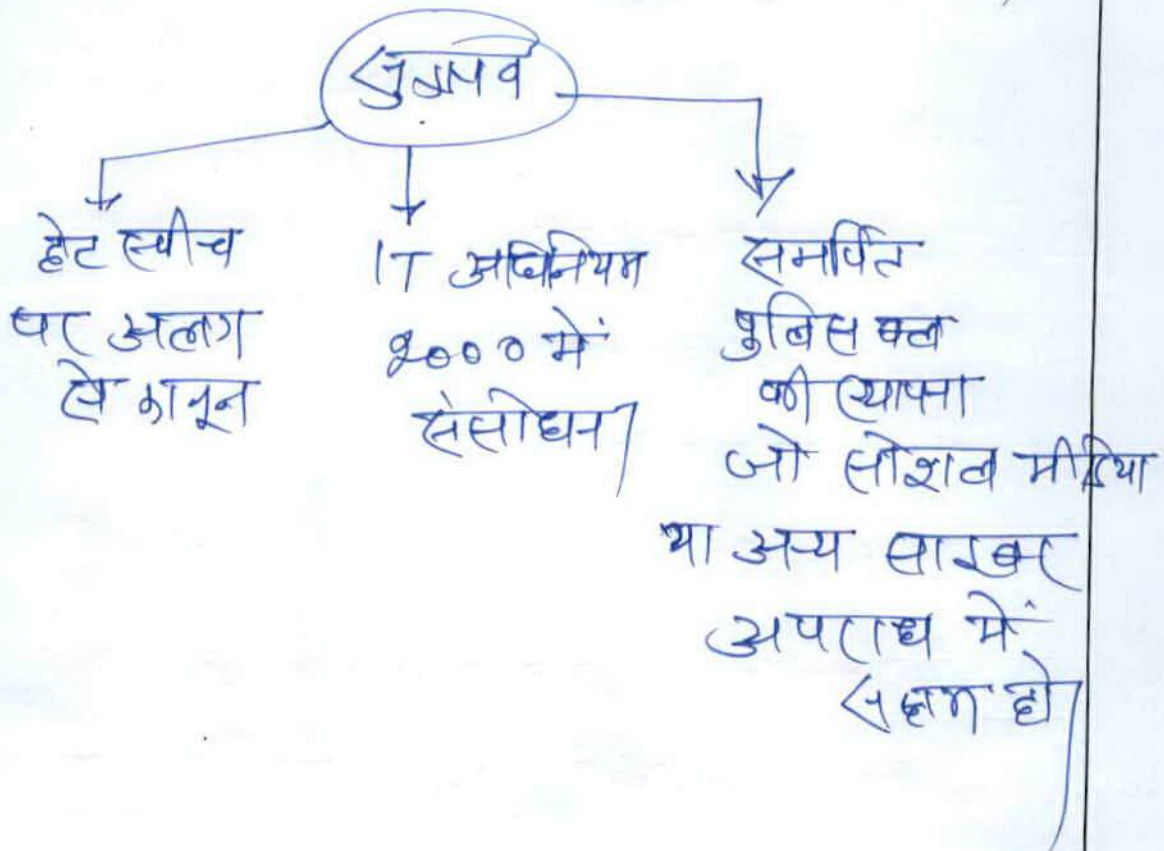 सुझाव
हेट स्पीच
पर अलग
से कानून
IT अधिनियम
2000 में
संसोधन
समर्पित
पुलिस बल
की स्थापना
जो सोशल मीडिया
या अन्य साइबर
अपराध में
सक्षम हो